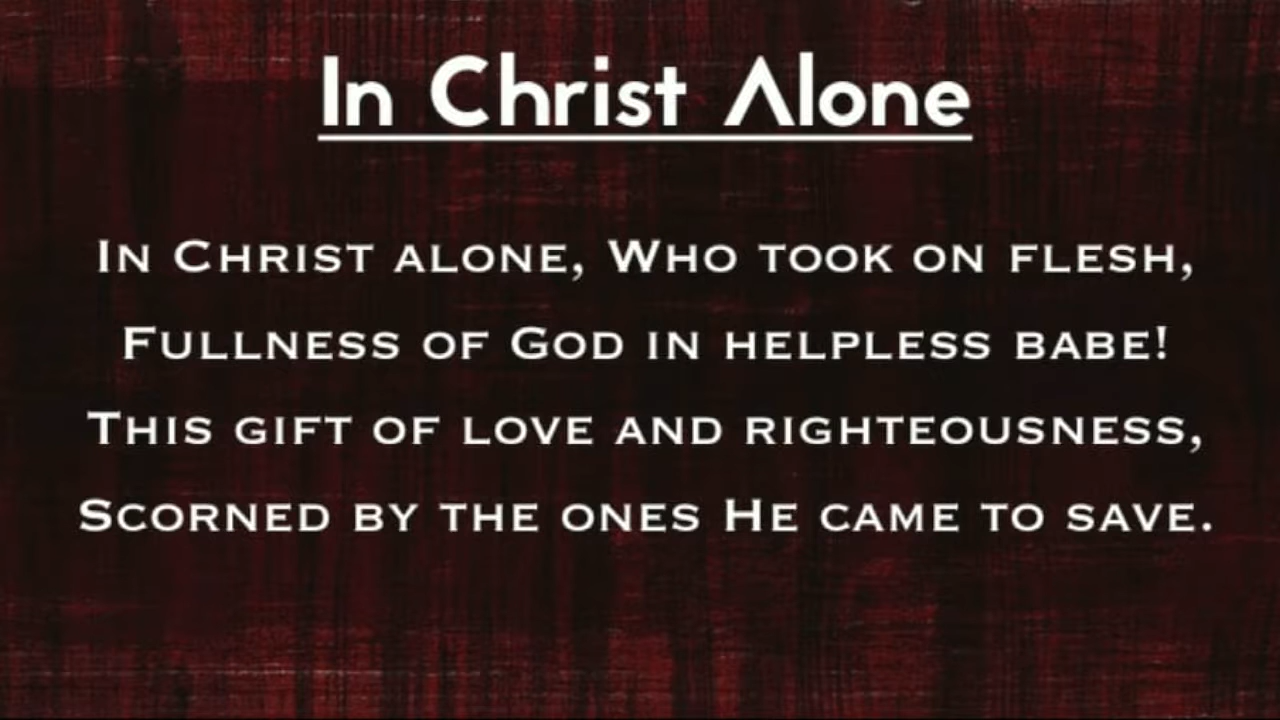 In Christ Alone
In Christ alone, Who took on flesh,
Fullness of God in helpless babe!
This gift of love and righteousness,
Scorned by the ones He came to save.